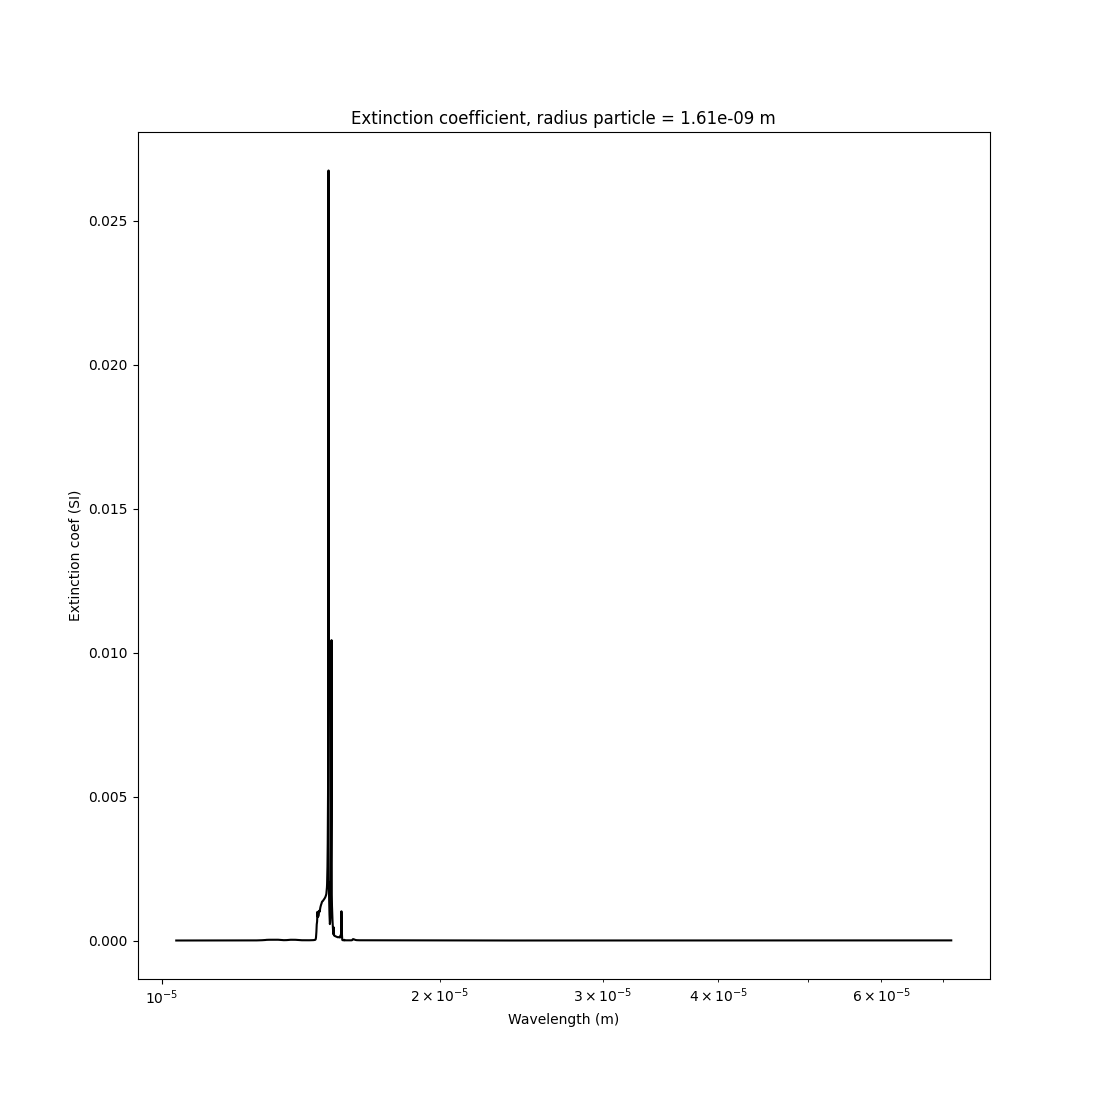 Extinction coefficient, radius particle = 1.61e-09 m
0.025
0.020
0.015
0.010
0.005
0.000
Extinction coef (SI)
10⁻⁵
2 × 10⁻⁵
3 × 10⁻⁵
4 × 10⁻⁵
6 × 10⁻⁵
Wavelength (m)